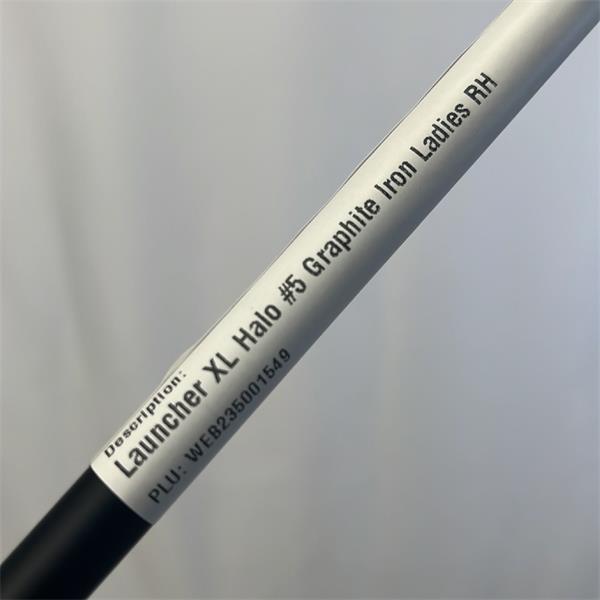 Description:
Launcher XL Halo #5 Graphite Iron Ladies RH
PLU: WEB235001549